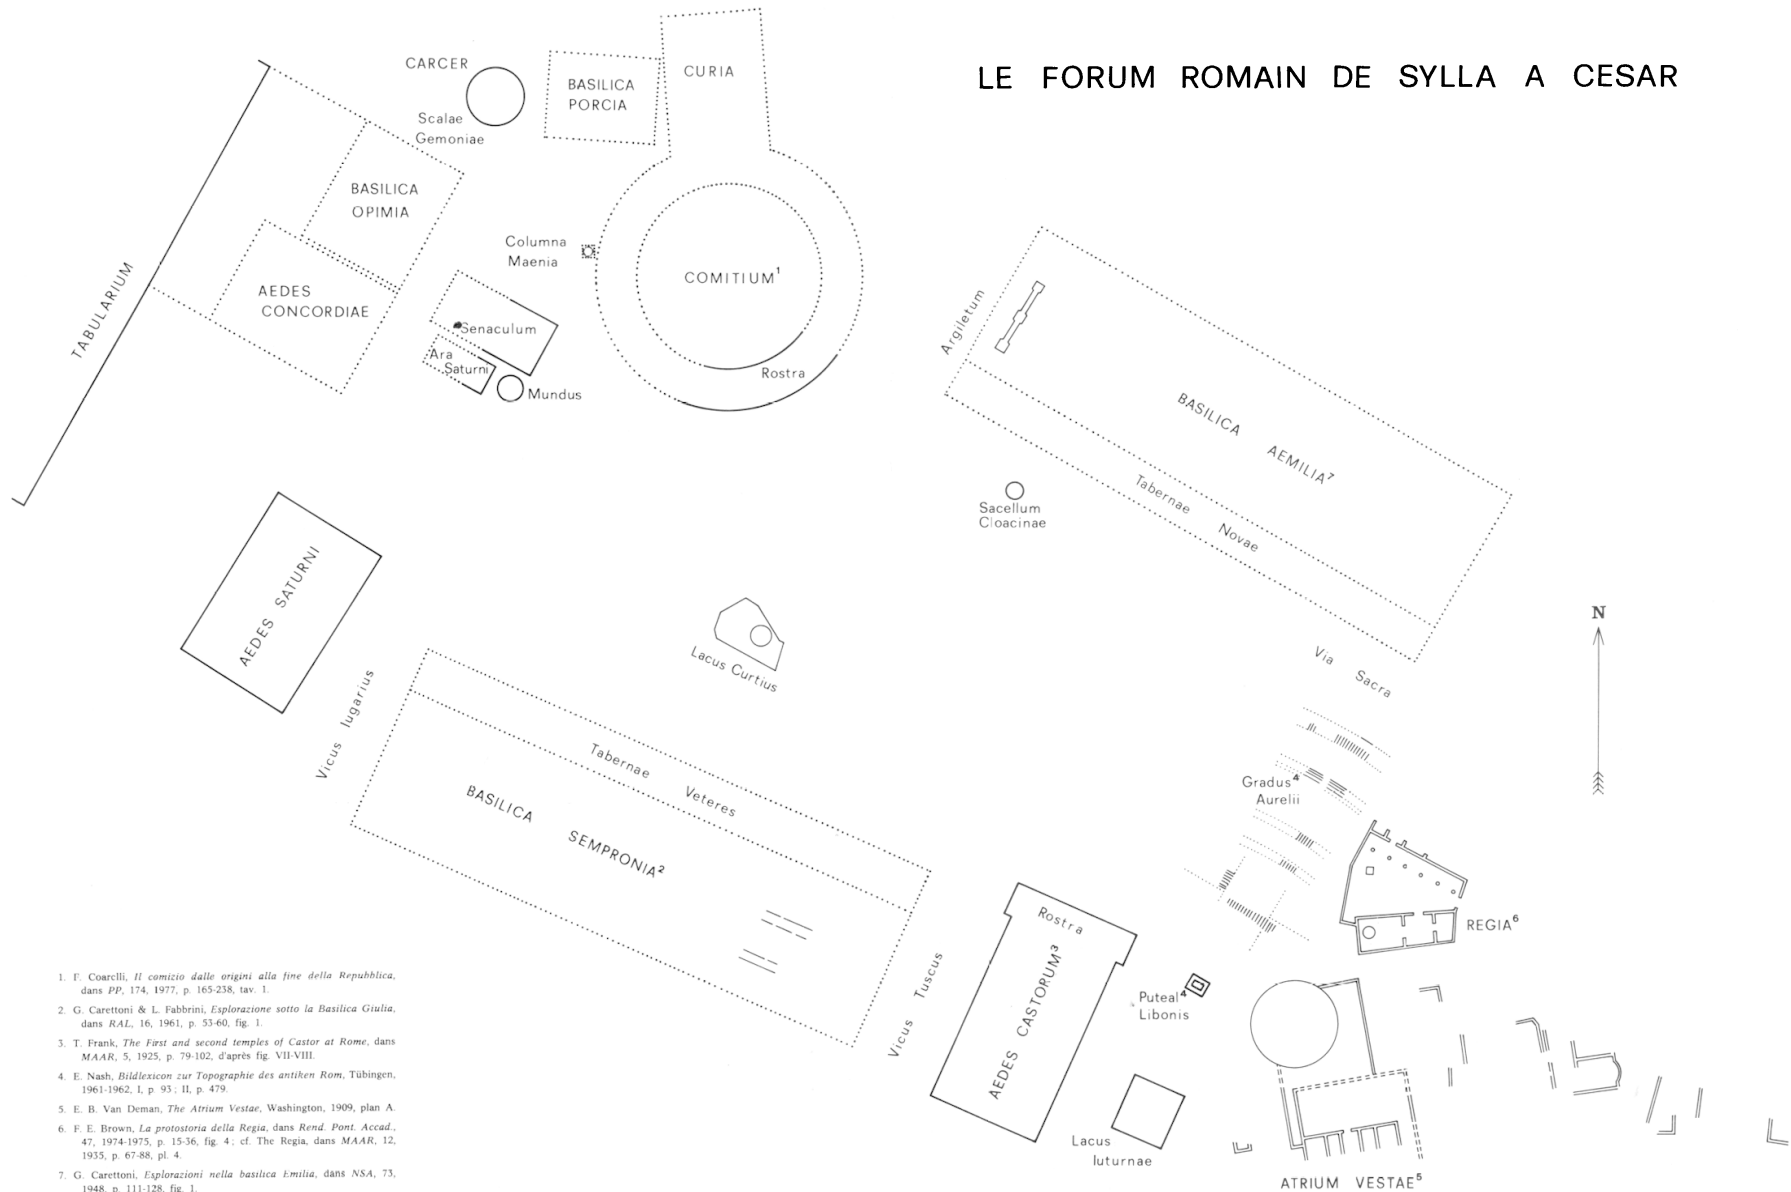 LE FORUM ROMAIN DE SYLLA A CESAR
CARCER
BASILICA
PORCIA
CURIA
Scalae
Gemoniae
BASILICA
OPIMIA
Columna
Maenia
COMITIUM¹
AEDES
CONCORDIAE
TABULARIUM
Senaculum
Ara
Saturni
Mundus
Rostra
Argiletum
BASILICA AEMILIA⁷
Tabernae Novae
Sacellum
Cloacinae
AEDES SATURNI
Lacus Curtius
Vicus Iugarius
Tabernae Veteres
BASILICA SEMPRONIA²
Via Sacra
N
Gradus⁴
Aurelii
REGIA⁶
Rostra
AEDES CASTORUM³
Vicus Tuscus
Puteal⁴
Libonis
Lacus
Iuturnae
ATRIUM VESTAE⁵
1. F. Coarelli, Il comizio dalle origini alla fine della Repubblica,
dans PP, 174, 1977, p. 165-238, tav. 1.
2. G. Carettoni & L. Fabbrini, Esplorazione sotto la Basilica Giulia,
dans RAL, 16, 1961, p. 53-60, fig. 1.
3. T. Frank, The First and second temples of Castor at Rome, dans
MAAR, 5, 1925, p. 79-102, d'après fig. VII-VIII.
4. E. Nash, Bildlexicon zur Topographie des antiken Rom, Tübingen,
1961-1962, I, p. 93 ; II, p. 479.
5. E. B. Van Deman, The Atrium Vestae, Washington, 1909, plan A.
6. F. E. Brown, La protostoria della Regia, dans Rend. Pont. Accad.,
47, 1974-1975, p. 15-36, fig. 4 ; cf. The Regia, dans MAAR, 12,
1935, p. 67-88, pl. 4.
7. G. Carettoni, Esplorazioni nella basilica Emilia, dans NSA, 73,
1948, p. 111-128, fig. 1.